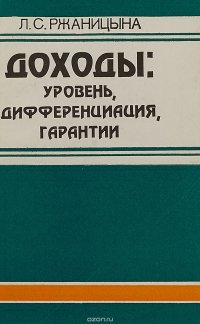 Л.С. РЖАНИЦЫНА
ДОХОДЫ:
УРОВЕНЬ,
ДИФФЕРЕНЦИАЦИЯ,
ГАРАНТИИ
ozon.ru